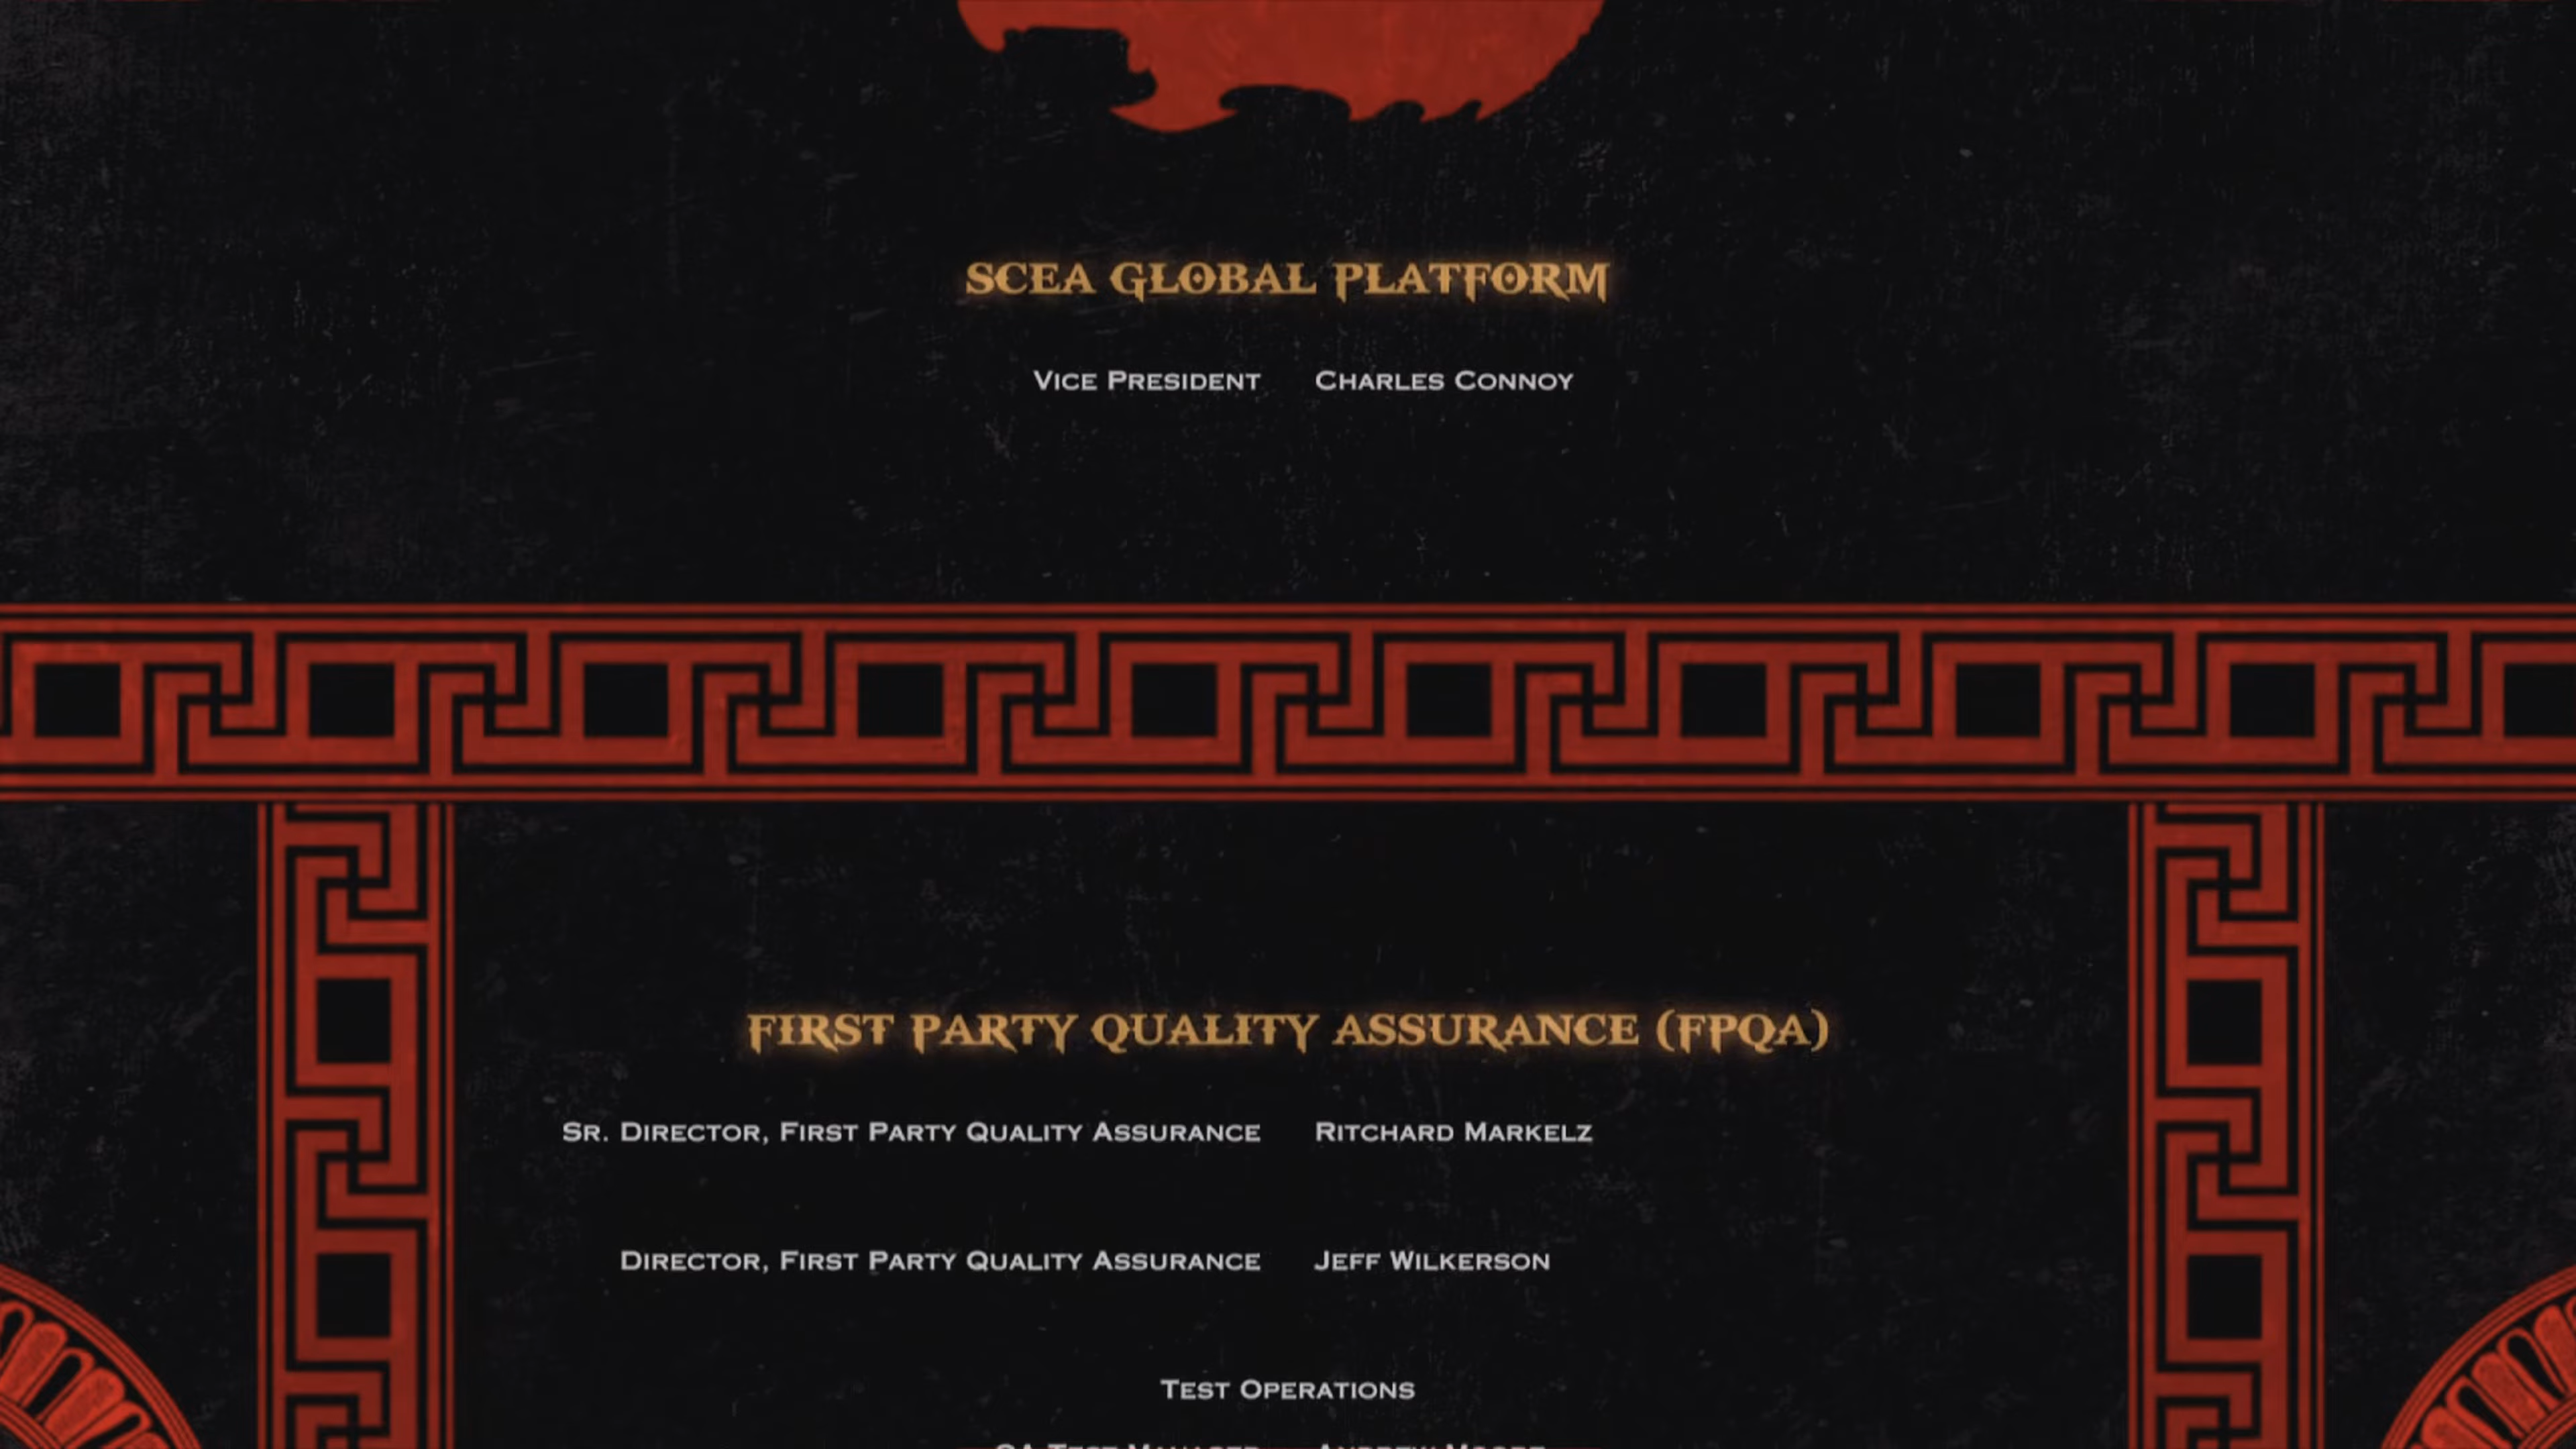 SCEA GLOBAL PLATFORM
VICE PRESIDENT CHARLES CONNOY
FIRST PARTY QUALITY ASSURANCE (FPQA)
SR. DIRECTOR, FIRST PARTY QUALITY ASSURANCE RITCHARD MARKELZ
DIRECTOR, FIRST PARTY QUALITY ASSURANCE JEFF WILKERSON
TEST OPERATIONS